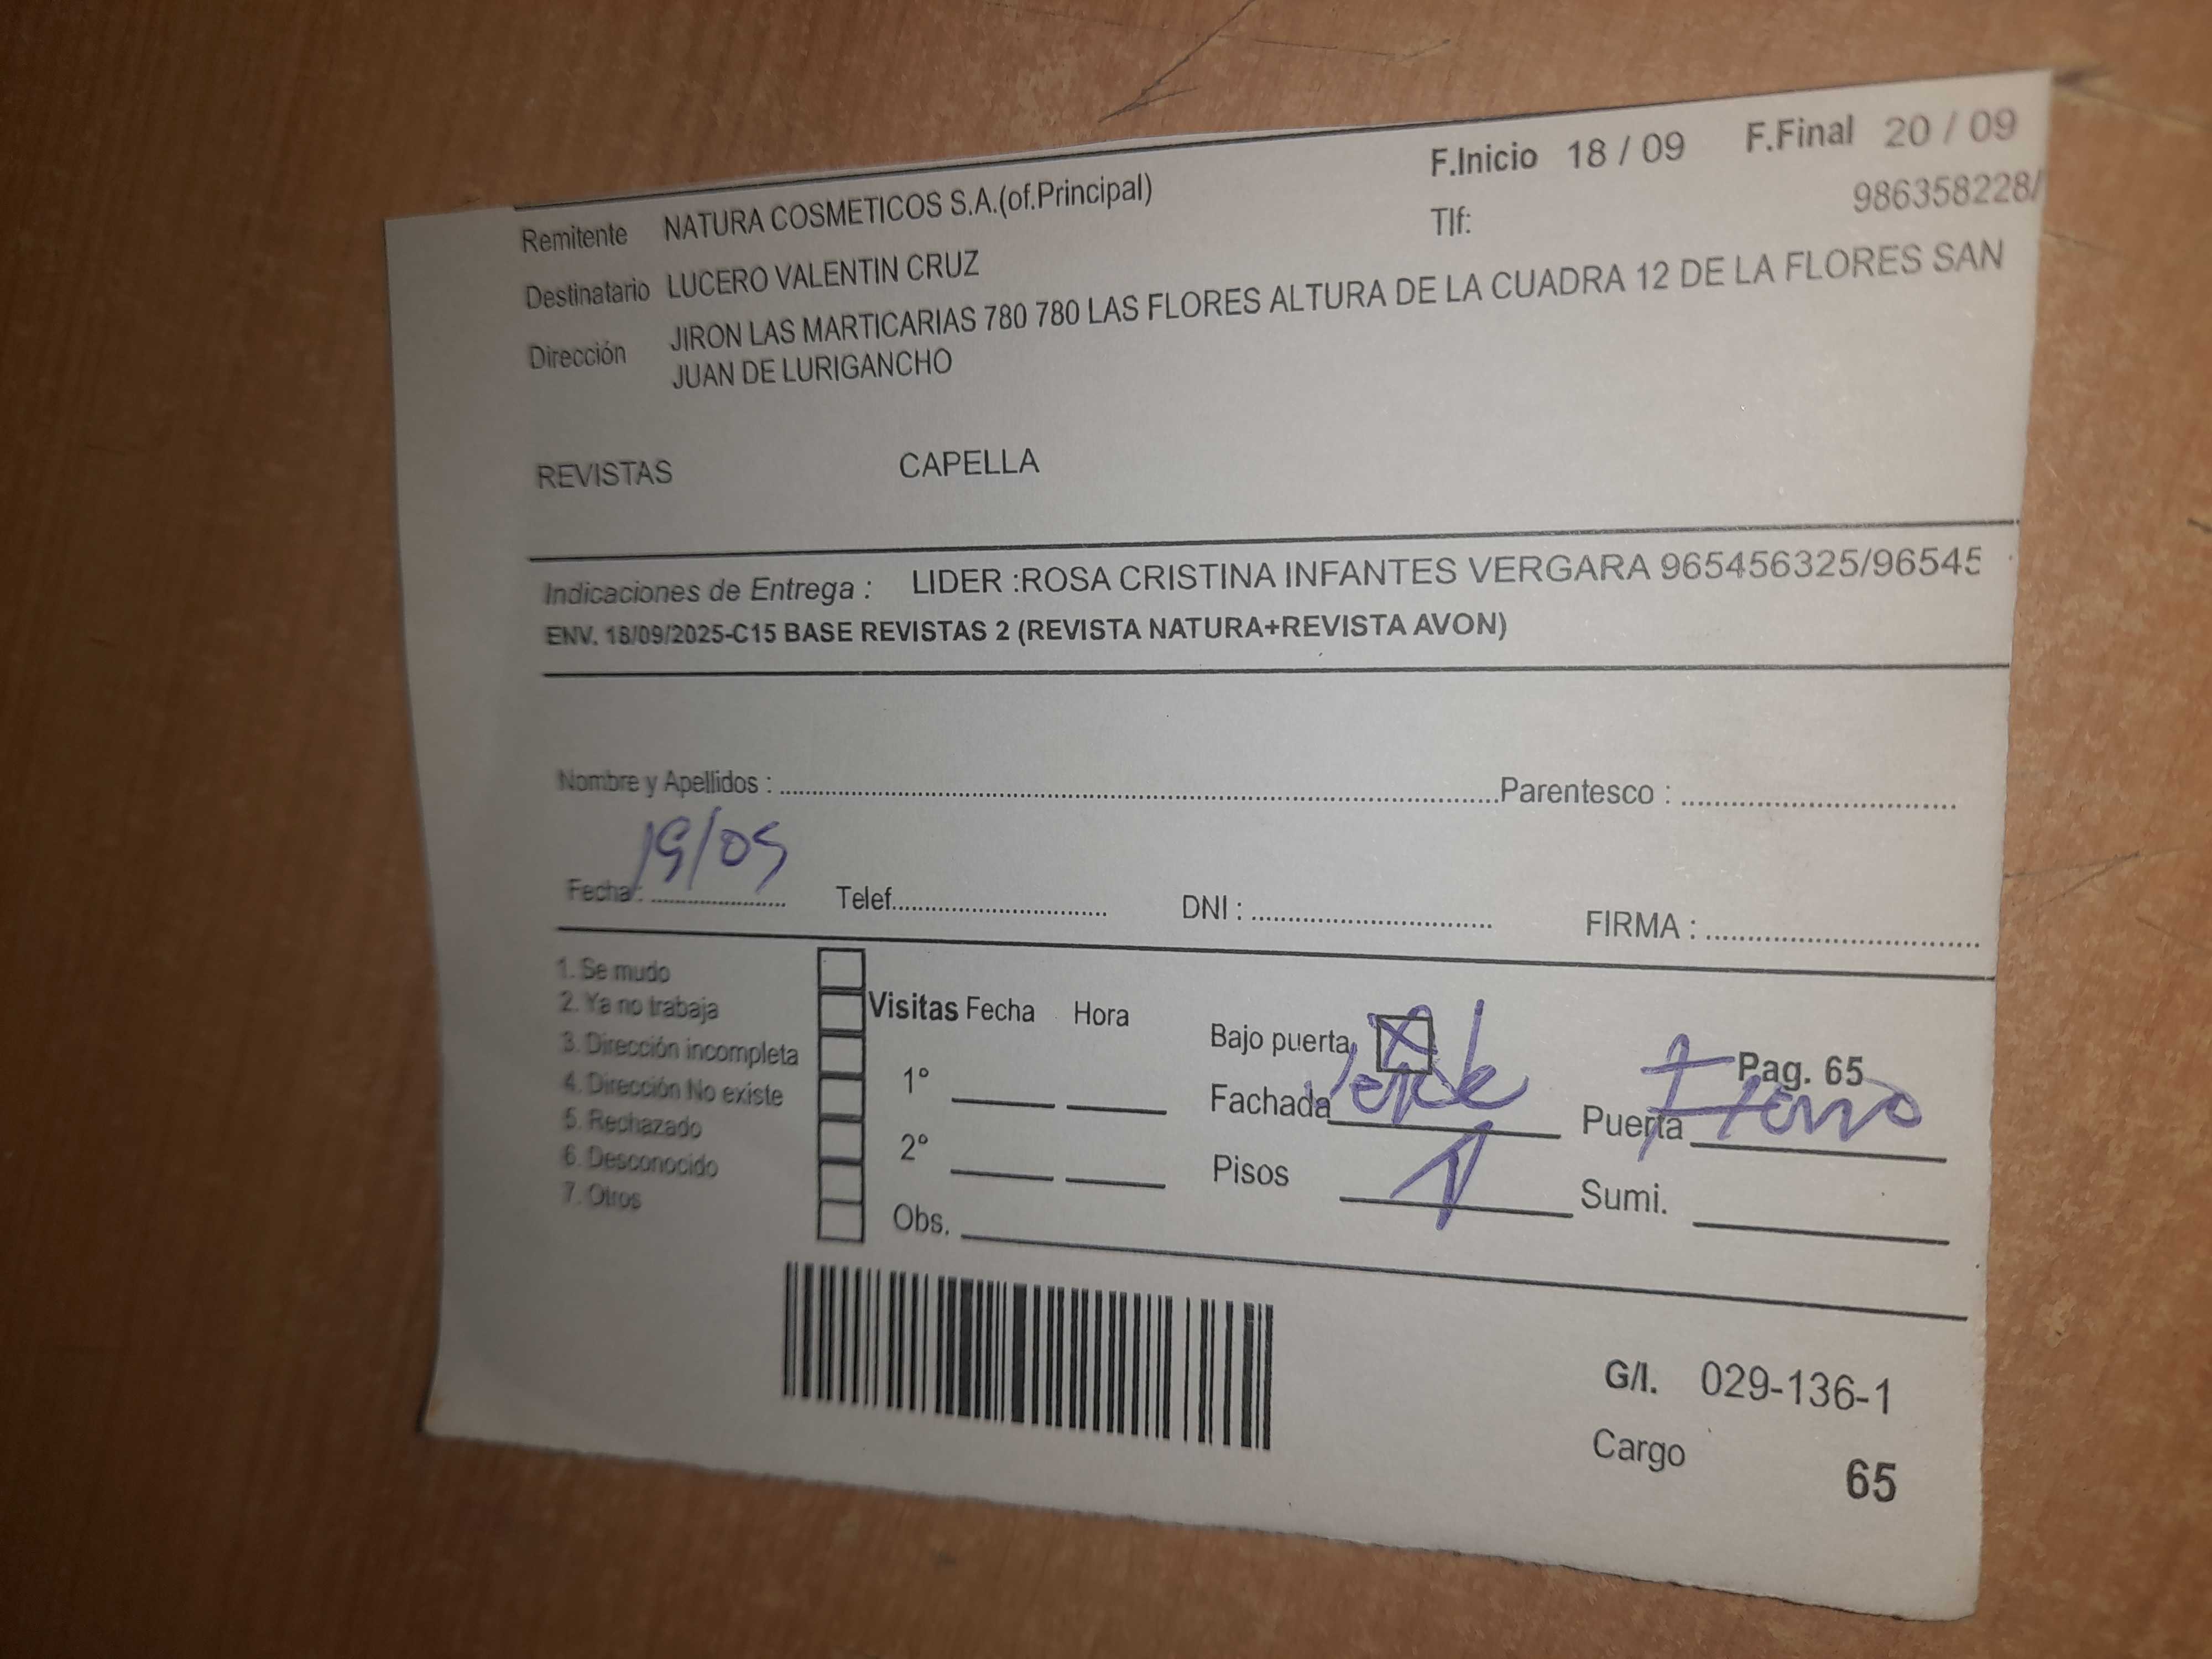 F.Inicio 18 / 09 F.Final 20 / 09
Remitente NATURA COSMETICOS S.A.(of.Principal) Tlf: 986358228/
Destinatario LUCERO VALENTIN CRUZ
Dirección JIRON LAS MARTICARIAS 780 780 LAS FLORES ALTURA DE LA CUADRA 12 DE LA FLORES SAN
JUAN DE LURIGANCHO
REVISTAS CAPELLA
Indicaciones de Entrega : LIDER :ROSA CRISTINA INFANTES VERGARA 965456325/96545
ENV. 18/09/2025-C15 BASE REVISTAS 2 (REVISTA NATURA+REVISTA AVON)
Nombre y Apellidos : Parentesco :
Fecha : 19/09 Telef. DNI : FIRMA :
1. Se mudo
2. Ya no trabaja
3. Dirección incompleta
4. Dirección No existe
5. Rechazado
6. Desconocido
7. Otros
Visitas Fecha Hora
1°
2°
Obs.
Bajo puerta X Pag. 65
Fachada Verde Puerta Fierro
Pisos 1 Sumi.
G/I. 029-136-1
Cargo 65